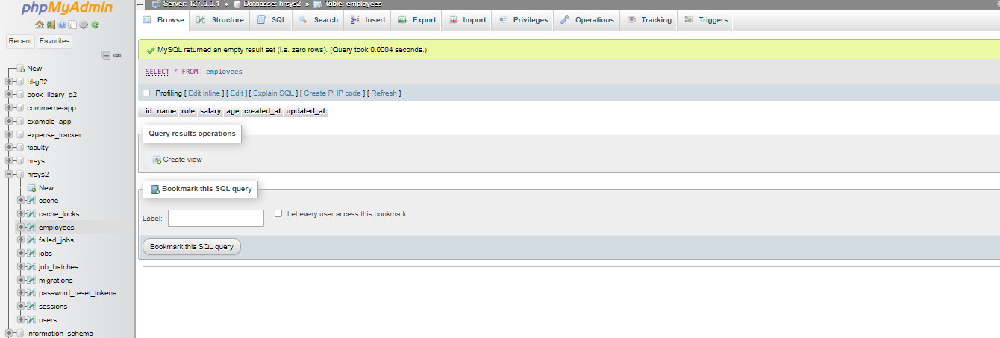 phpMyAdmin
Recent Favorites
New
bl-g02
book_libary_g2
commerce-app
example_app
expense_tracker
faculty
hrsys
hrsys2
New
cache
cache_locks
employees
failed_jobs
jobs
job_batches
migrations
password_reset_tokens
sessions
users
information_schema
Server: 127.0.0.1 » Database: hrsys2 » Table: employees
Browse Structure SQL Search Insert Export Import Privileges Operations Tracking Triggers
MySQL returned an empty result set (i.e. zero rows). (Query took 0.0004 seconds.)
SELECT * FROM `employees`
Profiling [ Edit inline ] [ Edit ] [ Explain SQL ] [ Create PHP code ] [ Refresh ]
id name role salary age created_at updated_at
Query results operations
Create view
Bookmark this SQL query
Label: Let every user access this bookmark
Bookmark this SQL query